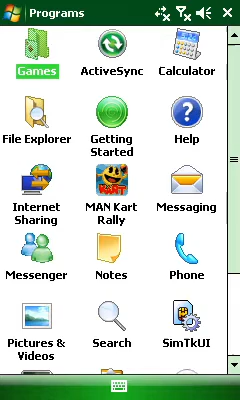 Programs
Games
ActiveSync
Calculator
File Explorer
Getting
Started
Help
Internet
Sharing
MAN Kart
Rally
KART
Messaging
Messenger
Notes
Phone
Pictures &
Videos
Search
SimTkUI